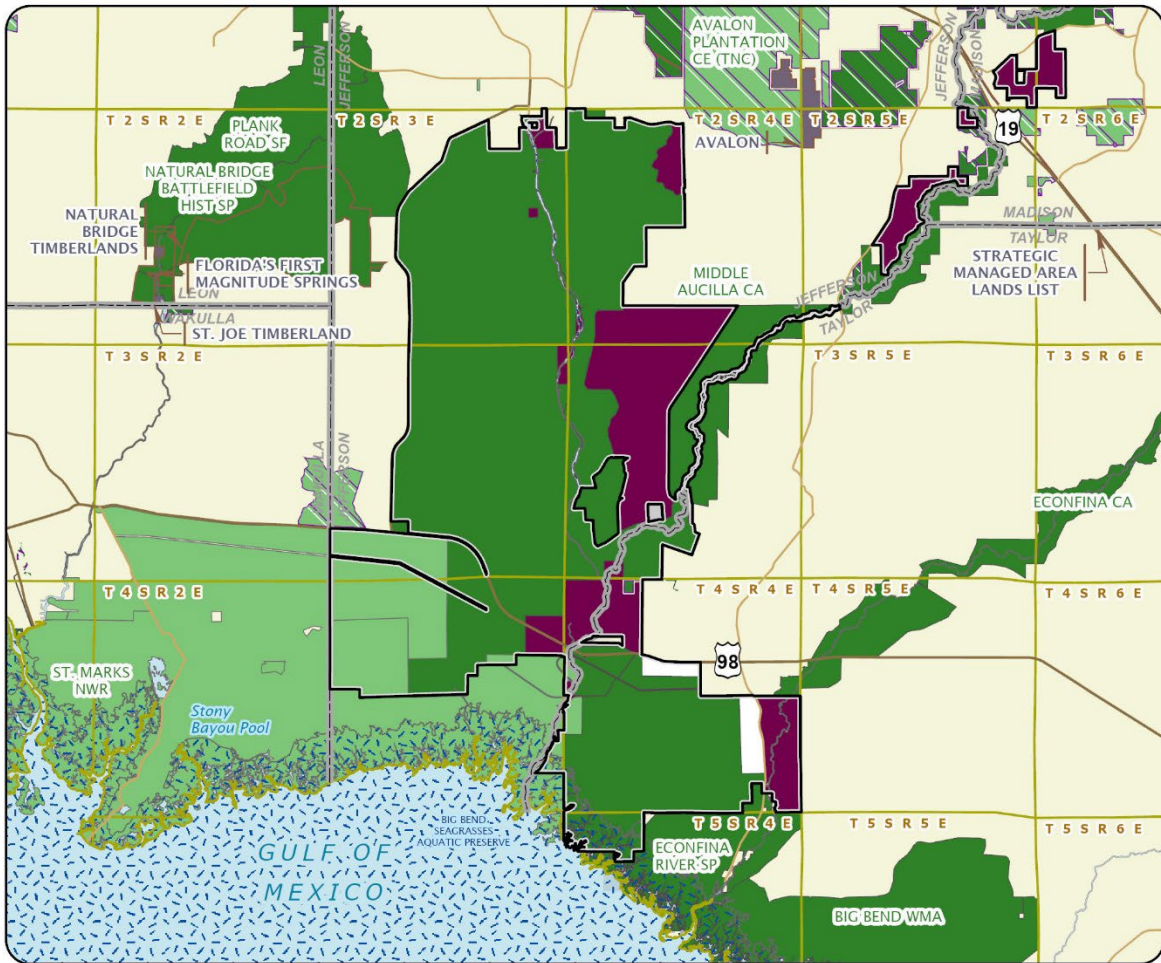 AVALON
PLANTATION
CE (TNC)
LEON
JEFFERSON
JEFFERSON
MADISON
T 2 S R 2 E
T 2 S R 3 E
T 2 S R 4 E
T 2 S R 5 E
T 2 S R 6 E
19
PLANK
ROAD SF
AVALON
NATURAL BRIDGE
BATTLEFIELD
HIST SP
NATURAL
BRIDGE
TIMBERLANDS
MADISON
TAYLOR
STRATEGIC
MANAGED AREA
LANDS LIST
FLORIDA'S FIRST
MAGNITUDE SPRINGS
MIDDLE
AUCILLA CA
JEFFERSON
TAYLOR
LEON
WAKULLA
ST. JOE TIMBERLAND
T 3 S R 2 E
T 3 S R 5 E
T 3 S R 6 E
ECONFINA CA
T 4 S R 2 E
T 4 S R 4 E
T 4 S R 5 E
T 4 S R 6 E
98
ST. MARKS
NWR
Stony
Bayou Pool
BIG BEND
SEAGRASSES
AQUATIC PRESERVE
T 5 S R 4 E
T 5 S R 5 E
T 5 S R 6 E
GULF OF
MEXICO
ECONFINA
RIVER SP
BIG BEND WMA